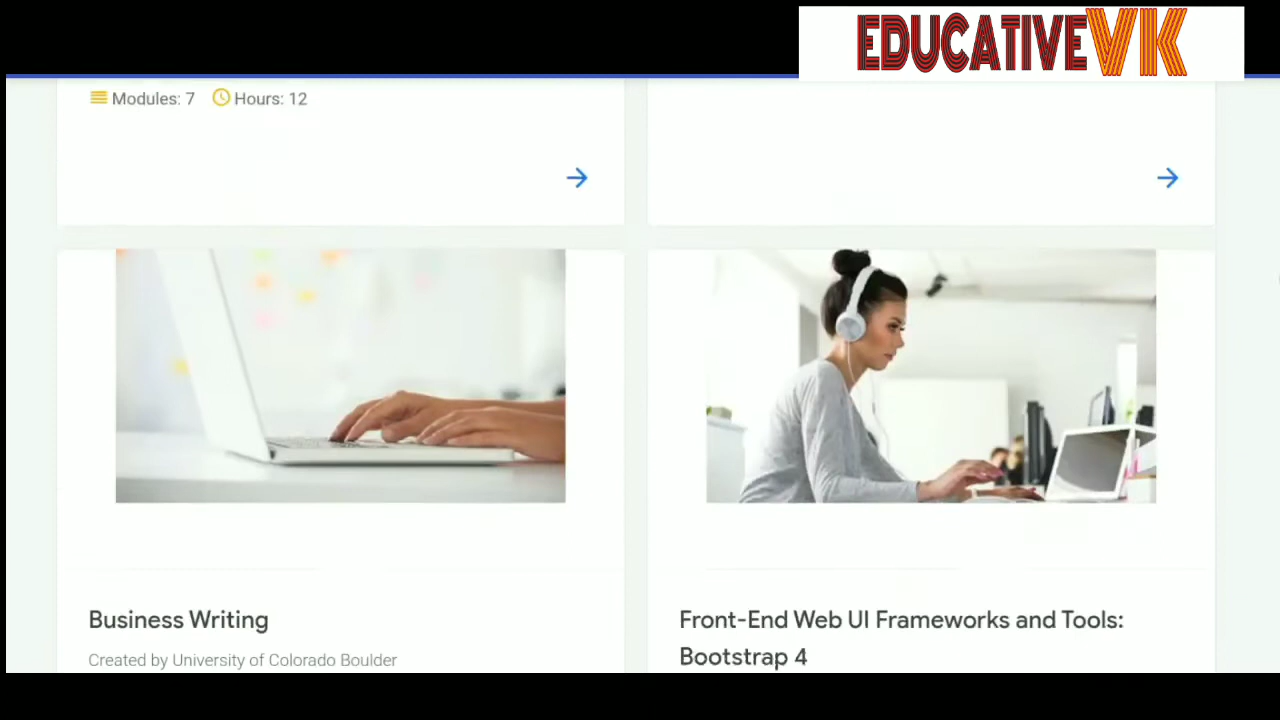 EDUCATIVEVK
Modules: 7 Hours: 12
Business Writing
Created by University of Colorado Boulder
Front-End Web UI Frameworks and Tools:
Bootstrap 4